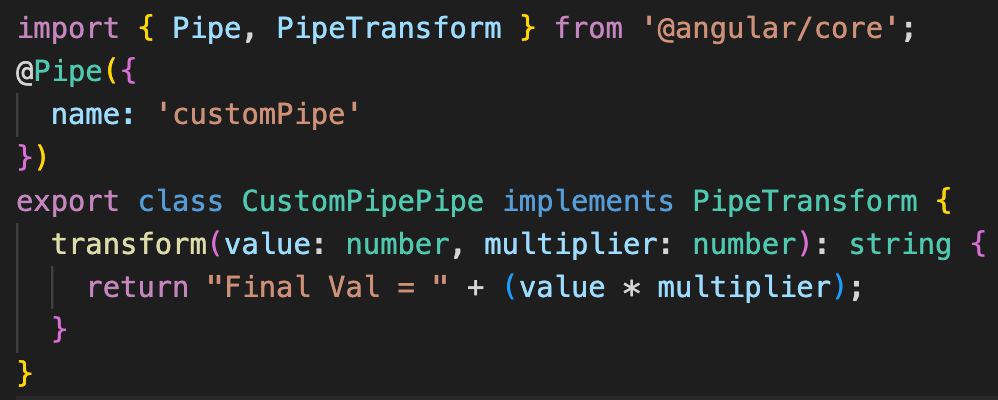 import { Pipe, PipeTransform } from '@angular/core';
@Pipe({
  name: 'customPipe'
})
export class CustomPipePipe implements PipeTransform {
  transform(value: number, multiplier: number): string {
    return "Final Val = " + (value * multiplier);
  }
}